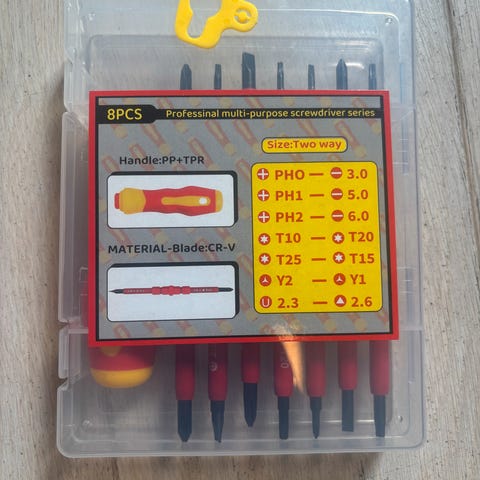 8PCS
Professinal multi-purpose screwdriver series
Size:Two way
Handle:PP+TPR
PHO — 3.0
PH1 — 5.0
PH2 — 6.0
MATERIAL-Blade:CR-V
T10 — T20
T25 — T15
Y2 — Y1
U 2.3 — 2.6